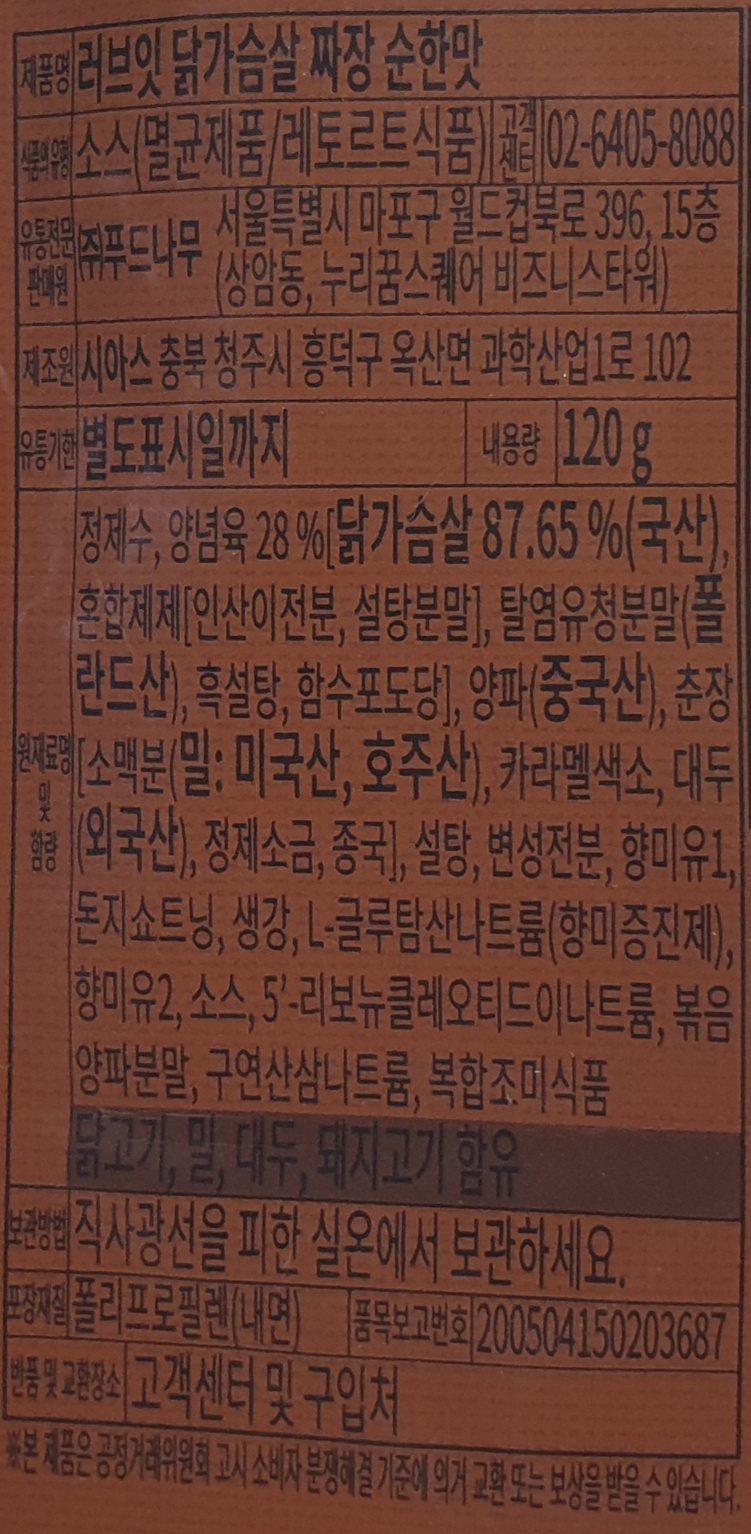 제품명 러브잇 닭가슴살 짜장 순한맛
식품의유형 소스(멸균제품/레토르트식품) 고객센터 02-6405-8088
유통전문판매원 ㈜푸드나무 서울특별시 마포구 월드컵북로 396, 15층
(상암동, 누리꿈스퀘어 비즈니스타워)
제조원 시아스 충북 청주시 흥덕구 옥산면 과학산업1로 102
유통기한 별도표시일까지 내용량 120 g
원재료명 및 함량
정제수, 양념육 28 %[닭가슴살 87.65 %(국산),
혼합제제[인산이전분, 설탕분말], 탈염유청분말(폴
란드산), 흑설탕, 함수포도당], 양파(중국산), 춘장
[소맥분(밀: 미국산, 호주산), 카라멜색소, 대두
(외국산), 정제소금, 종국], 설탕, 변성전분, 향미유1,
돈지쇼트닝, 생강, L-글루탐산나트륨(향미증진제),
향미유2, 소스, 5'-리보뉴클레오티드이나트륨, 볶음
양파분말, 구연산삼나트륨, 복합조미식품
닭고기, 밀, 대두, 돼지고기 함유
보관방법 직사광선을 피한 실온에서 보관하세요.
포장재질 폴리프로필렌(내면) 품목보고번호 200504150203687
반품 및 교환장소 고객센터 및 구입처
※본 제품은 공정거래위원회 고시 소비자 분쟁해결 기준에 의거 교환 또는 보상을 받을 수 있습니다.